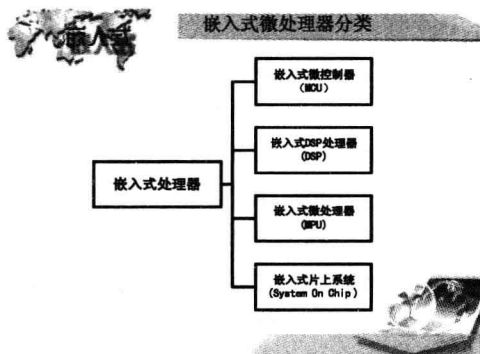 嵌入式
嵌入式微处理器分类
嵌入式处理器
嵌入式微控制器
(MCU)
嵌入式DSP处理器
(DSP)
嵌入式微处理器
(MPU)
嵌入式片上系统
(System On Chip)